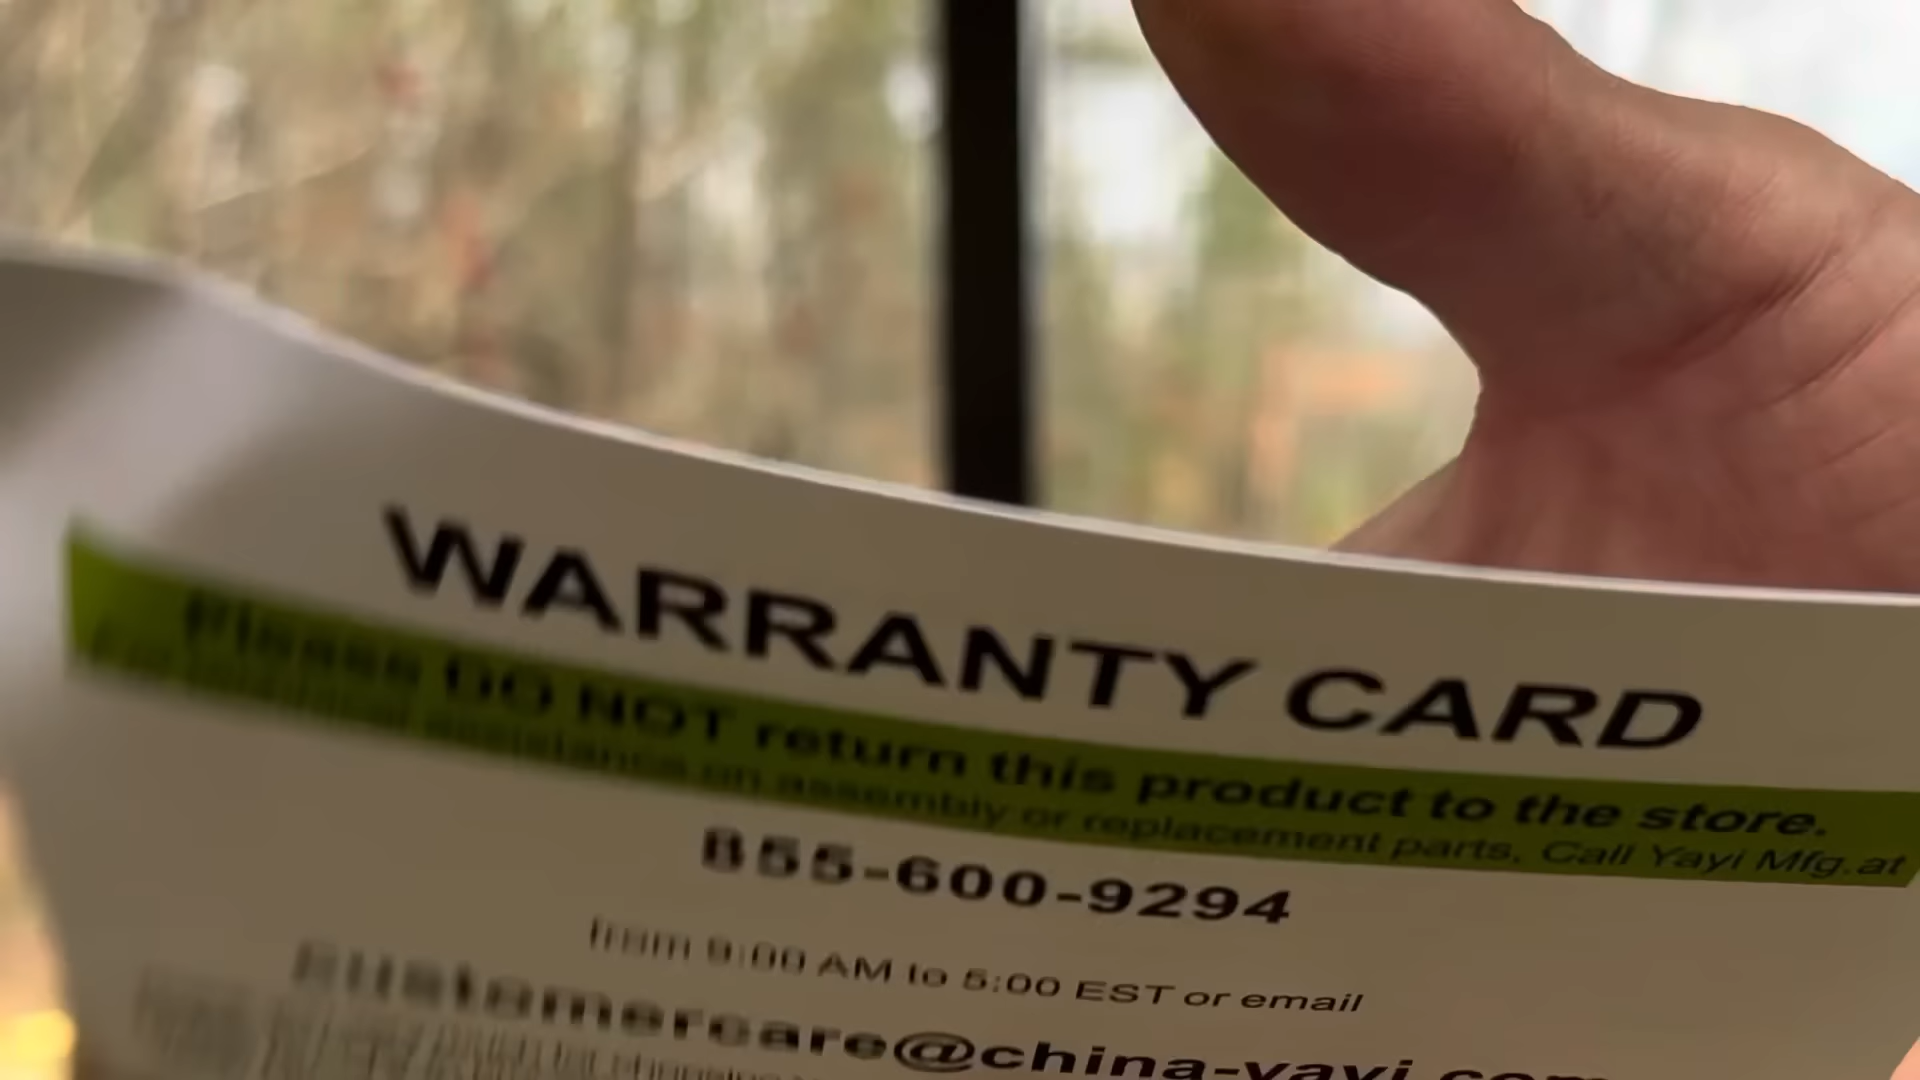 WARRANTY CARD
Please DO NOT return this product to the store.
For technical assistance on assembly or replacement parts, Call Yayi Mfg.at
855-600-9294
from 9:00 AM to 5:00 EST or email
customercare@china-yayi.com